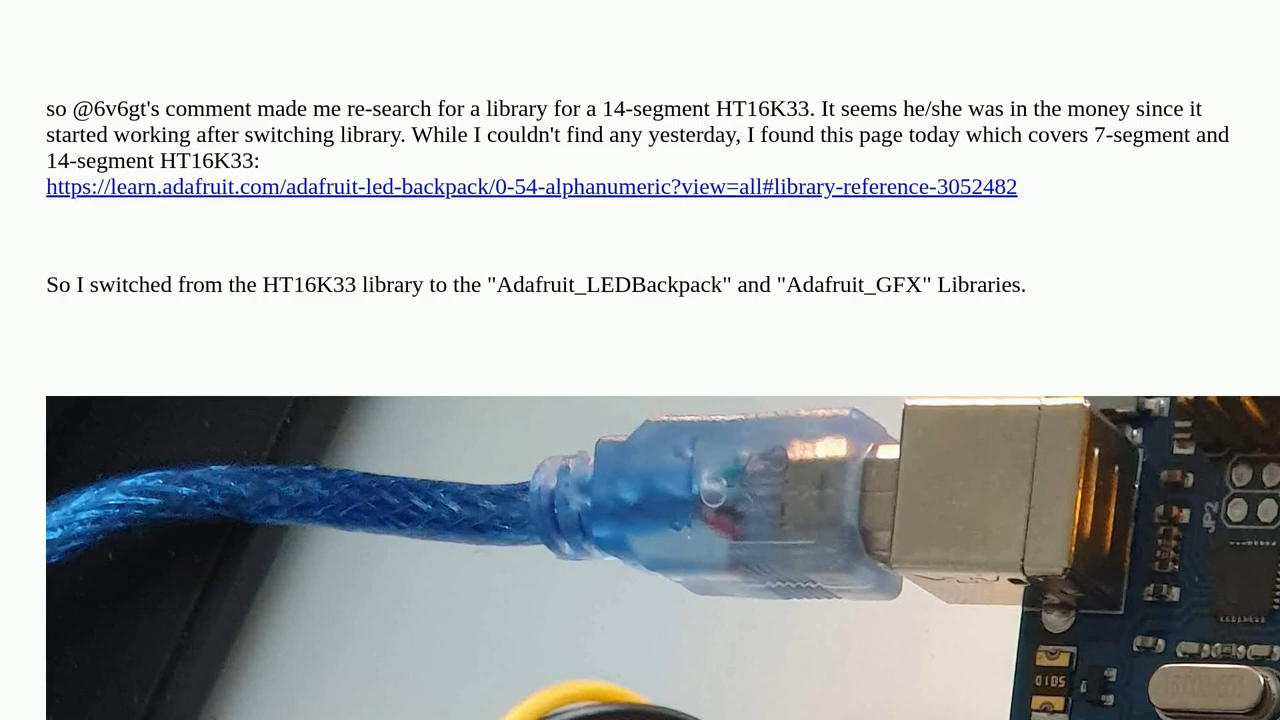 so @6v6gt's comment made me re-search for a library for a 14-segment HT16K33. It seems he/she was in the money since it
started working after switching library. While I couldn't find any yesterday, I found this page today which covers 7-segment and
14-segment HT16K33:
https://learn.adafruit.com/adafruit-led-backpack/0-54-alphanumeric?view=all#library-reference-3052482
So I switched from the HT16K33 library to the "Adafruit_LEDBackpack" and "Adafruit_GFX" Libraries.
JP2
5010